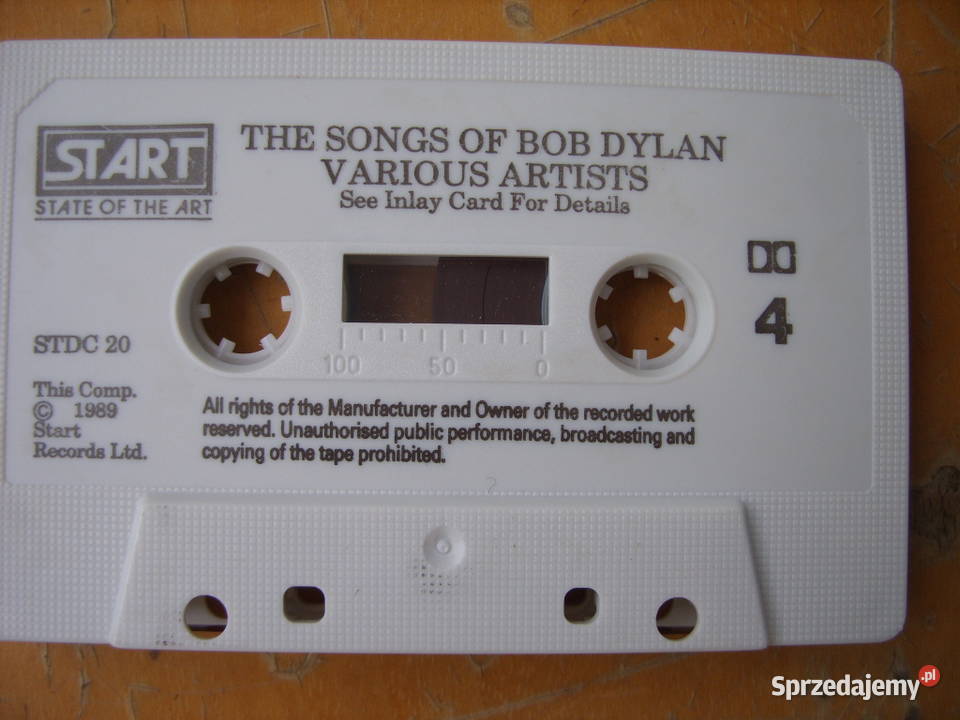 START
STATE OF THE ART
THE SONGS OF BOB DYLAN
VARIOUS ARTISTS
See Inlay Card For Details
4
100 50 0
STDC 20
This Comp.
© 1989
Start
Records Ltd.
All rights of the Manufacturer and Owner of the recorded work
reserved. Unauthorised public performance, broadcasting and
copying of the tape prohibited.
Sprzedajemy.pl